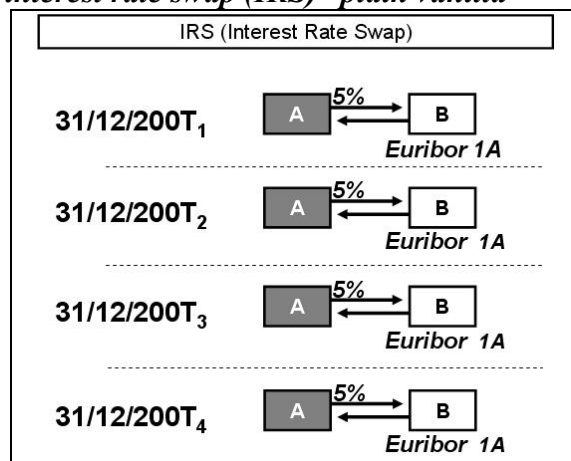 interest rate swap (IRS) "plain vanilla"
IRS (Interest Rate Swap)
31/12/200T1 A 5% B
Euribor 1A
31/12/200T2 A 5% B
Euribor 1A
31/12/200T3 A 5% B
Euribor 1A
31/12/200T4 A 5% B
Euribor 1A